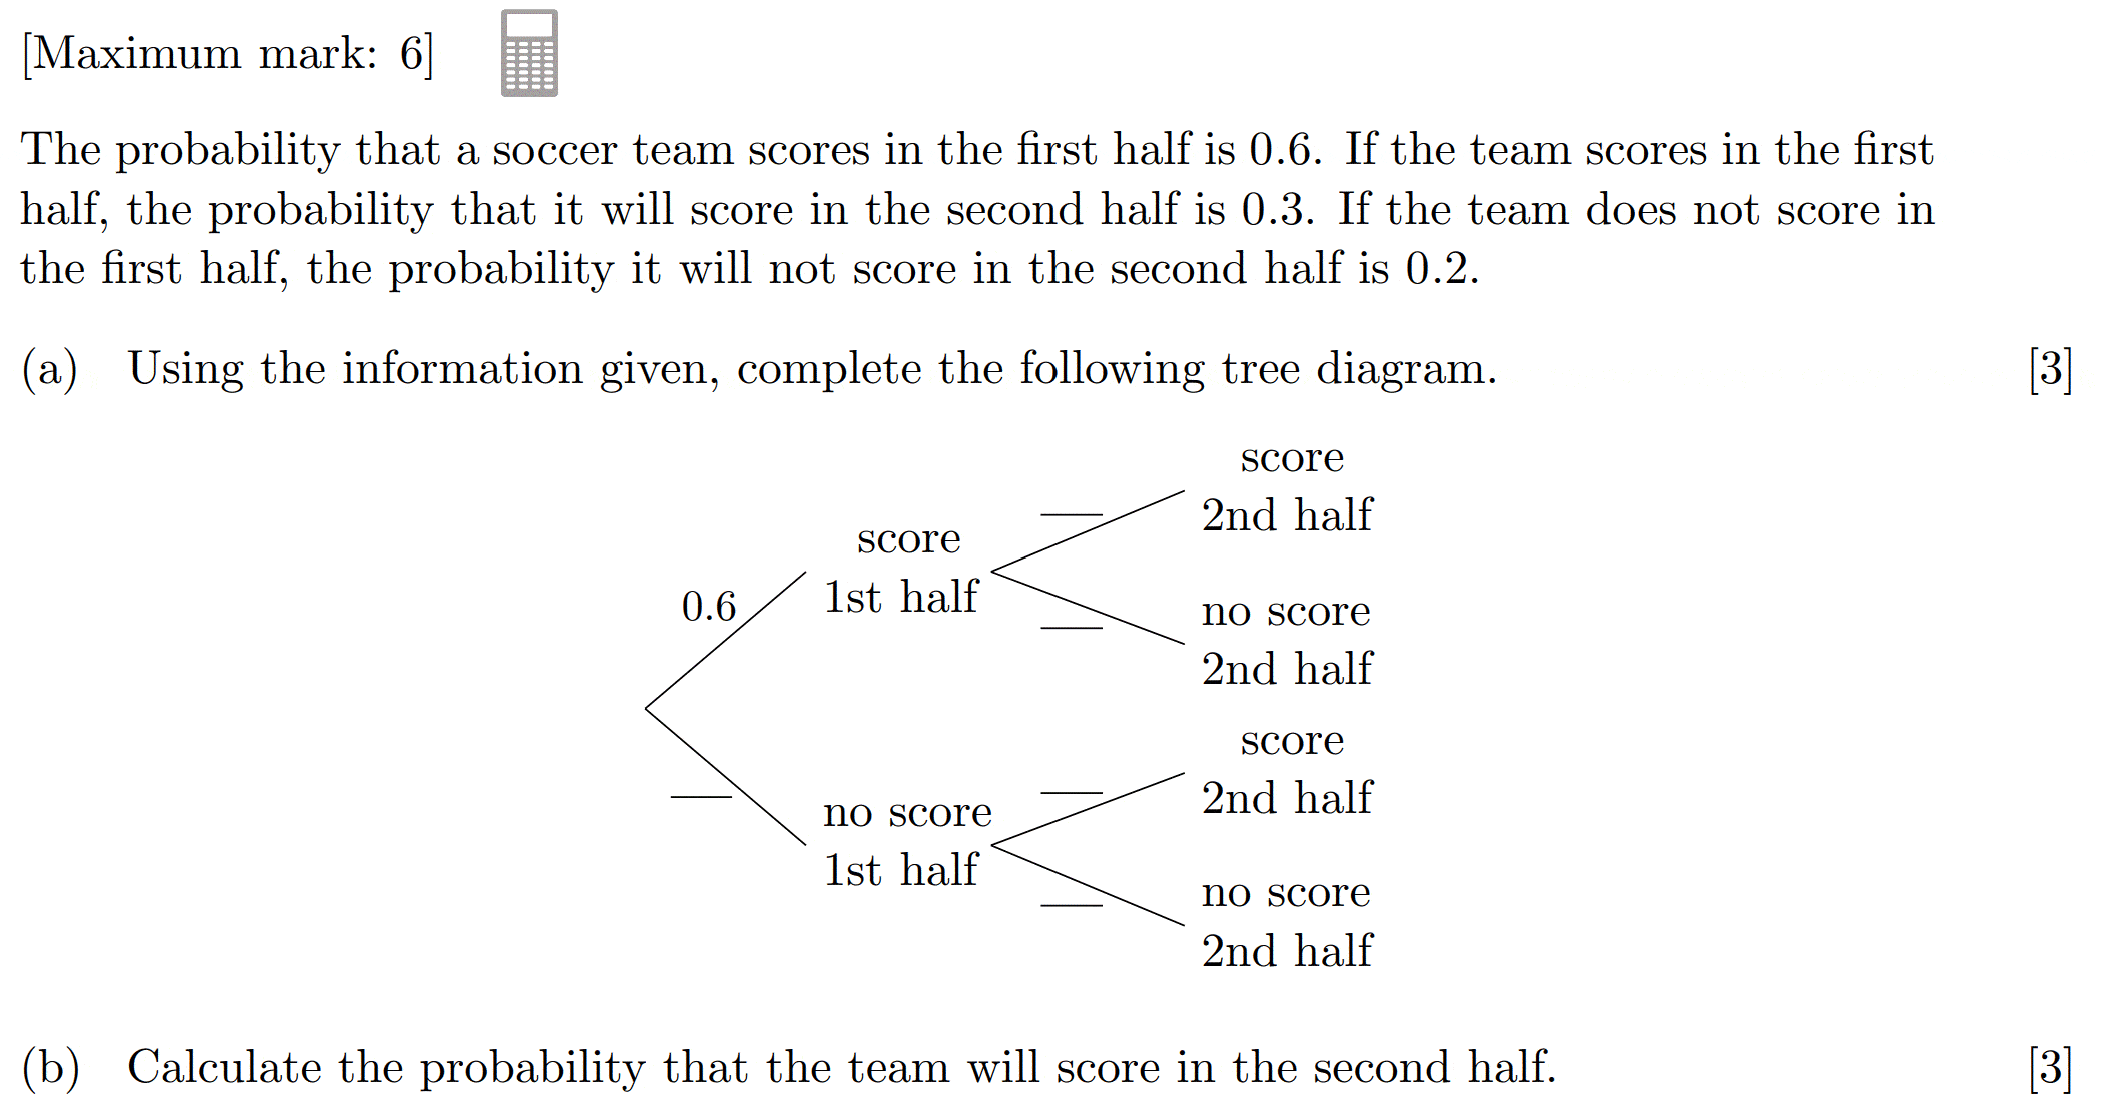 [Maximum mark: 6]
The probability that a soccer team scores in the first half is 0.6. If the team scores in the first
half, the probability that it will score in the second half is 0.3. If the team does not score in
the first half, the probability it will not score in the second half is 0.2.
(a) Using the information given, complete the following tree diagram. [3]
score
2nd half
score
1st half
0.6
no score
2nd half
score
2nd half
no score
1st half
no score
2nd half
(b) Calculate the probability that the team will score in the second half. [3]